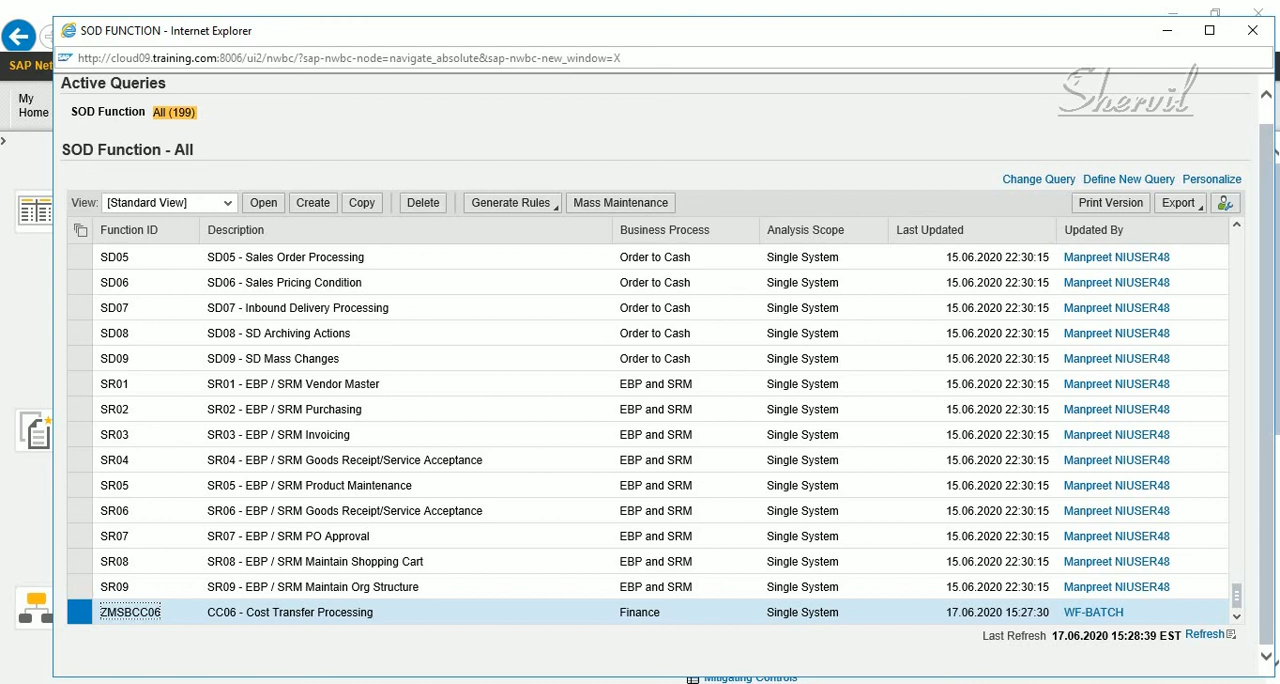 SOD FUNCTION - Internet Explorer
http://cloud09.training.com:8006/ui2/nwbc/?sap-nwbc-node=navigate_absolute&sap-nwbc-new_window=X
SAP Net
My
Home
Shervil
Active Queries
SOD Function All (199)
SOD Function - All
Change Query Define New Query Personalize
View: [Standard View] Open Create Copy Delete Generate Rules Mass Maintenance Print Version Export
Function ID Description Business Process Analysis Scope Last Updated Updated By
SD05 SD05 - Sales Order Processing Order to Cash Single System 15.06.2020 22:30:15 Manpreet NIUSER48
SD06 SD06 - Sales Pricing Condition Order to Cash Single System 15.06.2020 22:30:15 Manpreet NIUSER48
SD07 SD07 - Inbound Delivery Processing Order to Cash Single System 15.06.2020 22:30:15 Manpreet NIUSER48
SD08 SD08 - SD Archiving Actions Order to Cash Single System 15.06.2020 22:30:15 Manpreet NIUSER48
SD09 SD09 - SD Mass Changes Order to Cash Single System 15.06.2020 22:30:15 Manpreet NIUSER48
SR01 SR01 - EBP / SRM Vendor Master EBP and SRM Single System 15.06.2020 22:30:15 Manpreet NIUSER48
SR02 SR02 - EBP / SRM Purchasing EBP and SRM Single System 15.06.2020 22:30:15 Manpreet NIUSER48
SR03 SR03 - EBP / SRM Invoicing EBP and SRM Single System 15.06.2020 22:30:15 Manpreet NIUSER48
SR04 SR04 - EBP / SRM Goods Receipt/Service Acceptance EBP and SRM Single System 15.06.2020 22:30:15 Manpreet NIUSER48
SR05 SR05 - EBP / SRM Product Maintenance EBP and SRM Single System 15.06.2020 22:30:15 Manpreet NIUSER48
SR06 SR06 - EBP / SRM Goods Receipt/Service Acceptance EBP and SRM Single System 15.06.2020 22:30:15 Manpreet NIUSER48
SR07 SR07 - EBP / SRM PO Approval EBP and SRM Single System 15.06.2020 22:30:15 Manpreet NIUSER48
SR08 SR08 - EBP / SRM Maintain Shopping Cart EBP and SRM Single System 15.06.2020 22:30:15 Manpreet NIUSER48
SR09 SR09 - EBP / SRM Maintain Org Structure EBP and SRM Single System 15.06.2020 22:30:15 Manpreet NIUSER48
ZMSBCC06 CC06 - Cost Transfer Processing Finance Single System 17.06.2020 15:27:30 WF-BATCH
Last Refresh 17.06.2020 15:28:39 EST Refresh
Mitigating Controls